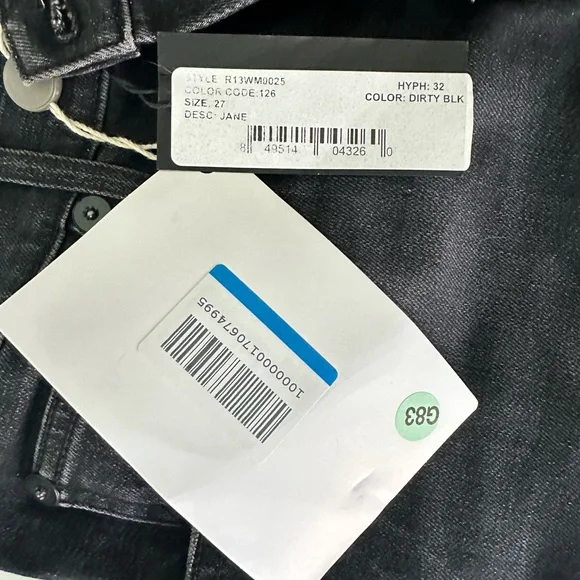 STYLE: R13WM0025
COLOR CODE:126
SIZE: 27
DESC: JANE
HYPH: 32
COLOR: DIRTY BLK
8 49514 04326 0
1000000170674995
G83